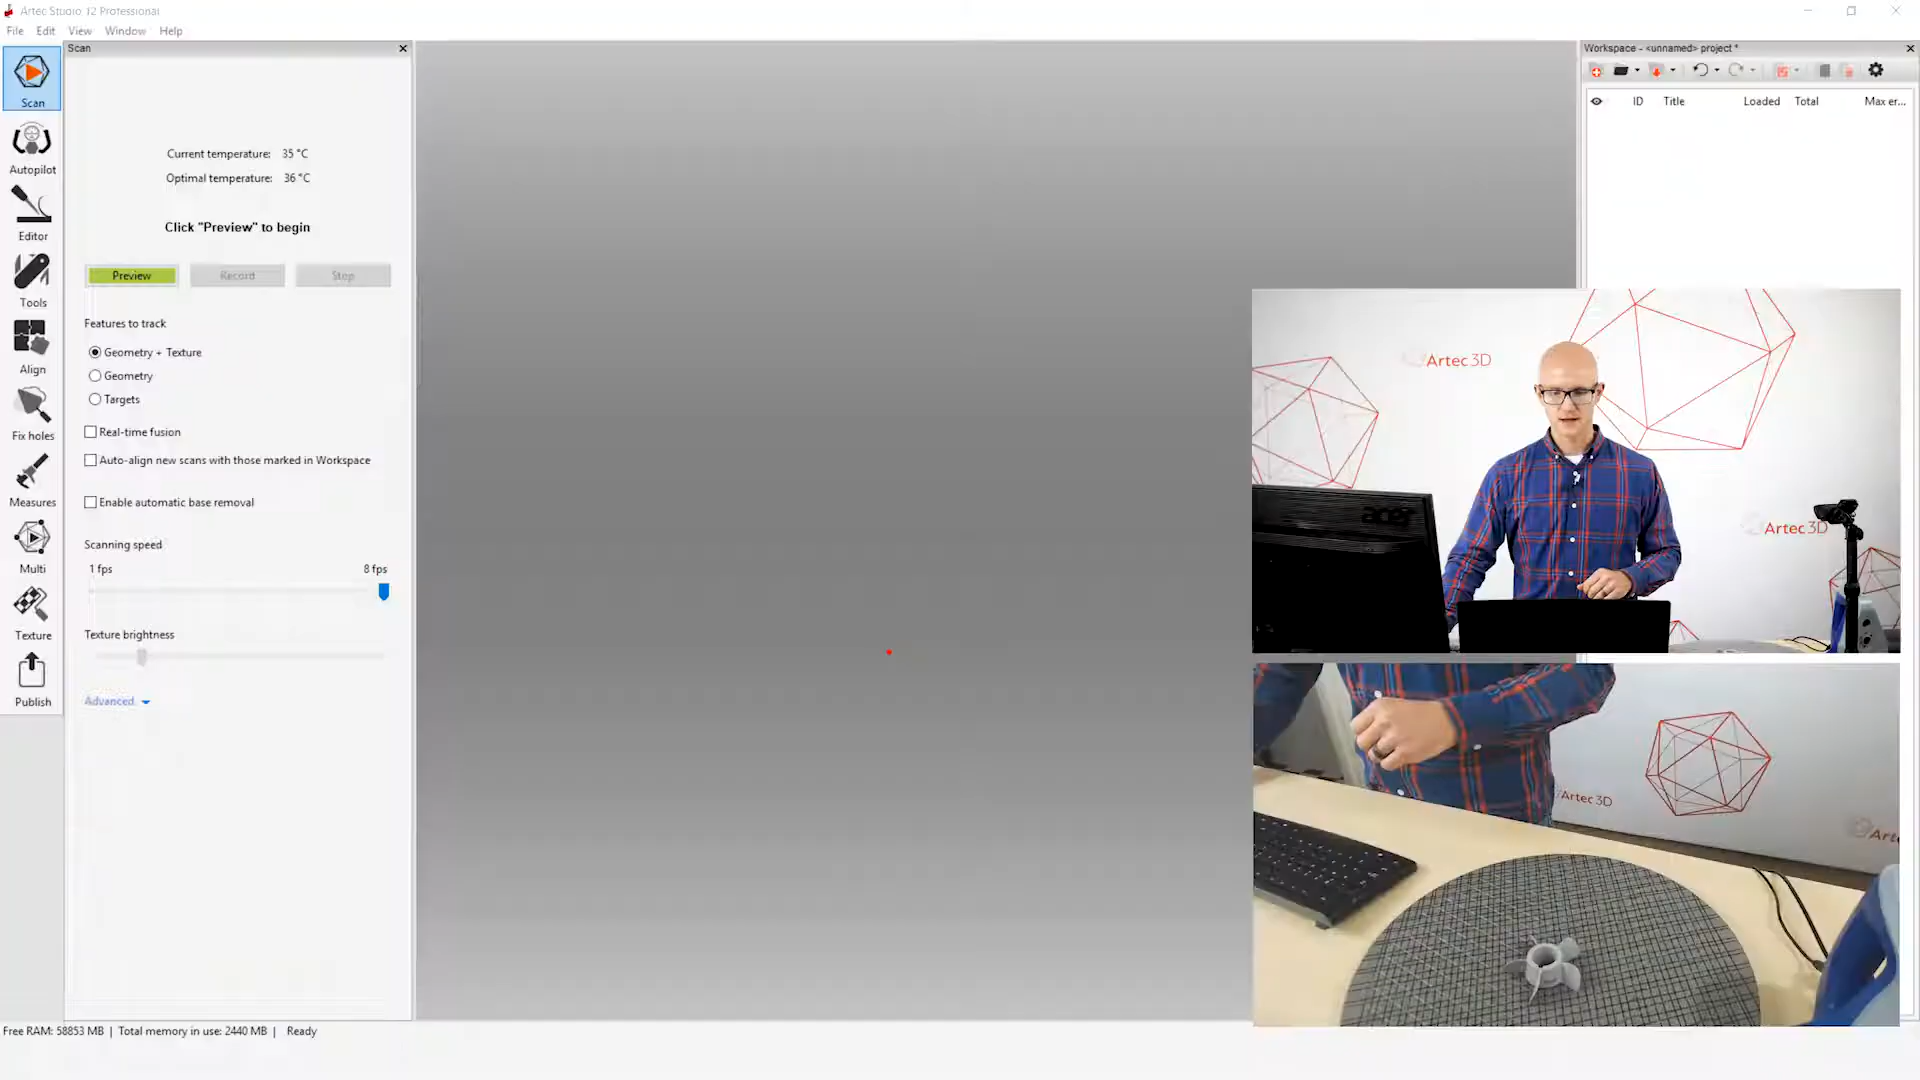 Artec Studio 12 Professional
File Edit View Window Help
Scan
Workspace - <unnamed> project *
Scan
Autopilot
Editor
Tools
Align
Fix holes
Measures
Multi
Texture
Publish
Current temperature: 35 °C
Optimal temperature: 36 °C
Click "Preview" to begin
Preview Record Stop
Features to track
Geometry + Texture
Geometry
Targets
Real-time fusion
Auto-align new scans with those marked in Workspace
Enable automatic base removal
Scanning speed
1 fps 8 fps
Texture brightness
Advanced
ID Title Loaded Total Max er...
Artec 3D
acer
Artec 3D
Artec 3D
Art
Free RAM: 58853 MB | Total memory in use: 2440 MB | Ready